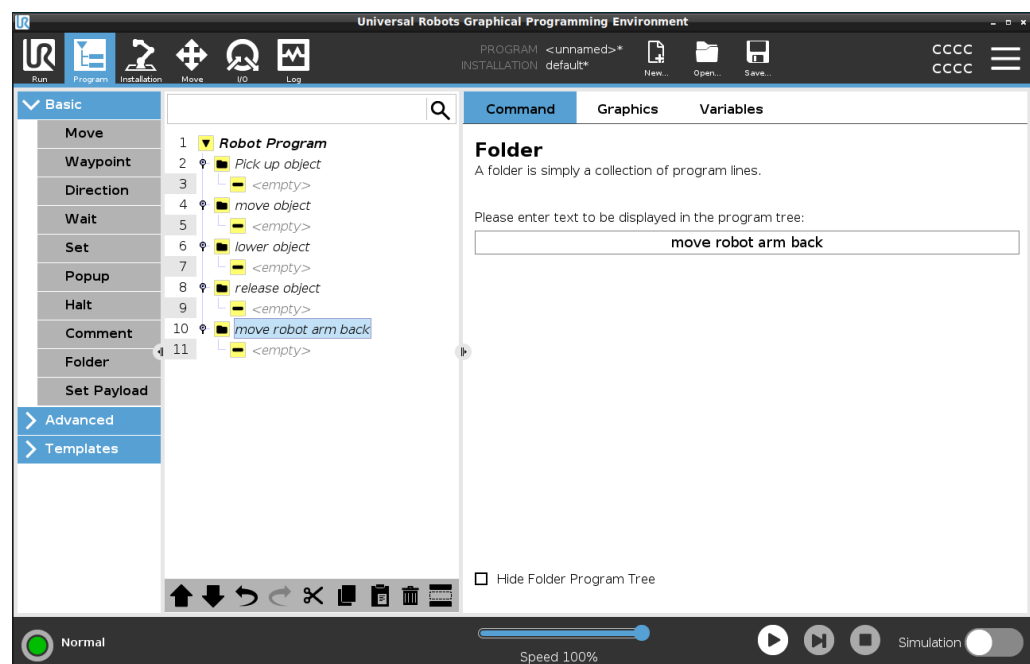 UR
Universal Robots Graphical Programming Environment
UR
Run
Program
Installation
Move
I/O
Log
PROGRAM <unnamed>*
INSTALLATION default*
New...
Open...
Save...
CCCC
CCCC
Basic
Move
Waypoint
Direction
Wait
Set
Popup
Halt
Comment
Folder
Set Payload
Advanced
Templates
1 Robot Program
2 Pick up object
3 <empty>
4 move object
5 <empty>
6 lower object
7 <empty>
8 release object
9 <empty>
10 move robot arm back
11 <empty>
Command Graphics Variables
Folder
A folder is simply a collection of program lines.
Please enter text to be displayed in the program tree:
move robot arm back
Hide Folder Program Tree
Normal
Speed 100%
Simulation